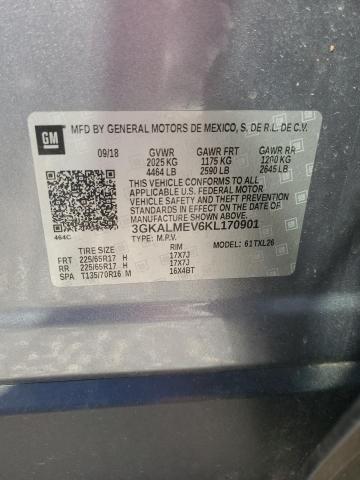 GM
MFD BY GENERAL MOTORS DE MEXICO, S. DE R.L. DE C.V.
09/18 GVWR GAWR FRT GAWR RR
2025 KG 1175 KG 1200 KG
4464 LB 2590 LB 2645 LB
THIS VEHICLE CONFORMS TO ALL
APPLICABLE U.S. FEDERAL MOTOR
VEHICLE SAFETY AND THEFT PREVENTION
STANDARDS IN EFFECT ON THE DATE OF
MANUFACTURE SHOWN ABOVE.
3GKALMEV6KL170901
TYPE: M.P.V. MODEL: 61TXL26
464C
TIRE SIZE RIM
FRT 225/65R17 H 17X7J
RR 225/65R17 H 17X7J
SPA T135/70R16 M 16X4BT